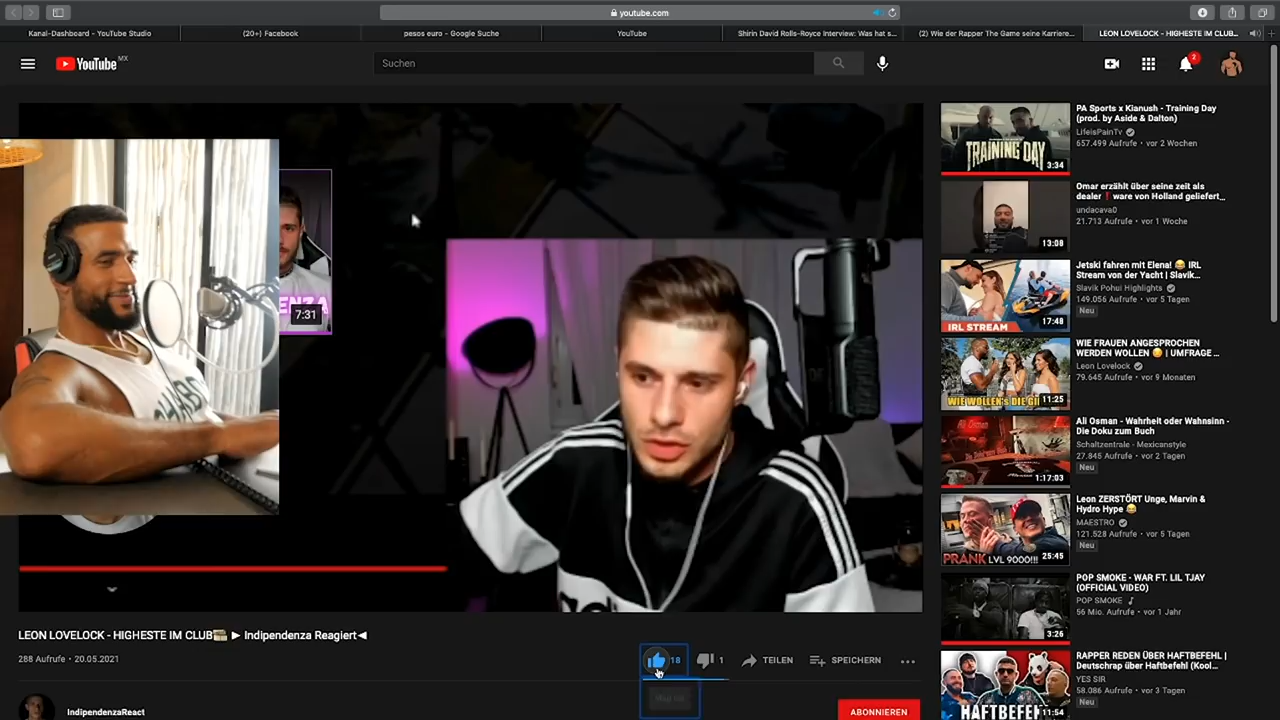 youtube.com
Kanal-Dashboard - YouTube Studio
(20+) Facebook
pesos euro - Google Suche
YouTube
Shirin David Rolls-Royce Interview: Was hat s...
(2) Wie der Rapper The Game seine Karriere...
LEON LOVELOCK - HIGHESTE IM CLUB...
YouTube MX
Suchen
2
7:31
ENZA
TRAINING DAY
3:34
PA Sports x Kianush - Training Day
(prod. by Aside & Dalton)
LifeisPainTv
657.499 Aufrufe • vor 2 Wochen
13:08
Omar erzählt über seine zeit als
dealer❗ware von Holland geliefert...
undacava0
21.713 Aufrufe • vor 1 Woche
IRL STREAM
17:48
Jetski fahren mit Elena! 😂 IRL
Stream von der Yacht | Slavik...
Slavik Pohui Highlights
149.056 Aufrufe • vor 5 Tagen
Neu
WIE WOLLEN'S DIE GI
11:25
WIE FRAUEN ANGESPROCHEN
WERDEN WOLLEN 😏 | UMFRAGE ...
Leon Lovelock
79.645 Aufrufe • vor 9 Monaten
1:17:03
Ali Osman - Wahrheit oder Wahnsinn -
Die Doku zum Buch
Schaltzentrale - Mexicanstyle
27.845 Aufrufe • vor 2 Tagen
Neu
PRANK LVL 9000!!!
25:45
Leon ZERSTÖRT Unge, Marvin &
Hydro Hype 😂
MAESTRO
121.528 Aufrufe • vor 5 Tagen
Neu
3:26
POP SMOKE - WAR FT. LIL TJAY
(OFFICIAL VIDEO)
POP SMOKE ♪
56 Mio. Aufrufe • vor 1 Jahr
HAFTBEFEH
11:54
RAPPER REDEN ÜBER HAFTBEFEHL |
Deutschrap über Haftbefehl (Kool...
YES SIR
58.086 Aufrufe • vor 3 Tagen
Neu
LEON LOVELOCK - HIGHESTE IM CLUB ► Indipendenza Reagiert◄
288 Aufrufe • 20.05.2021
18
1
TEILEN
SPEICHERN
IndipendenzaReact
ABONNIEREN